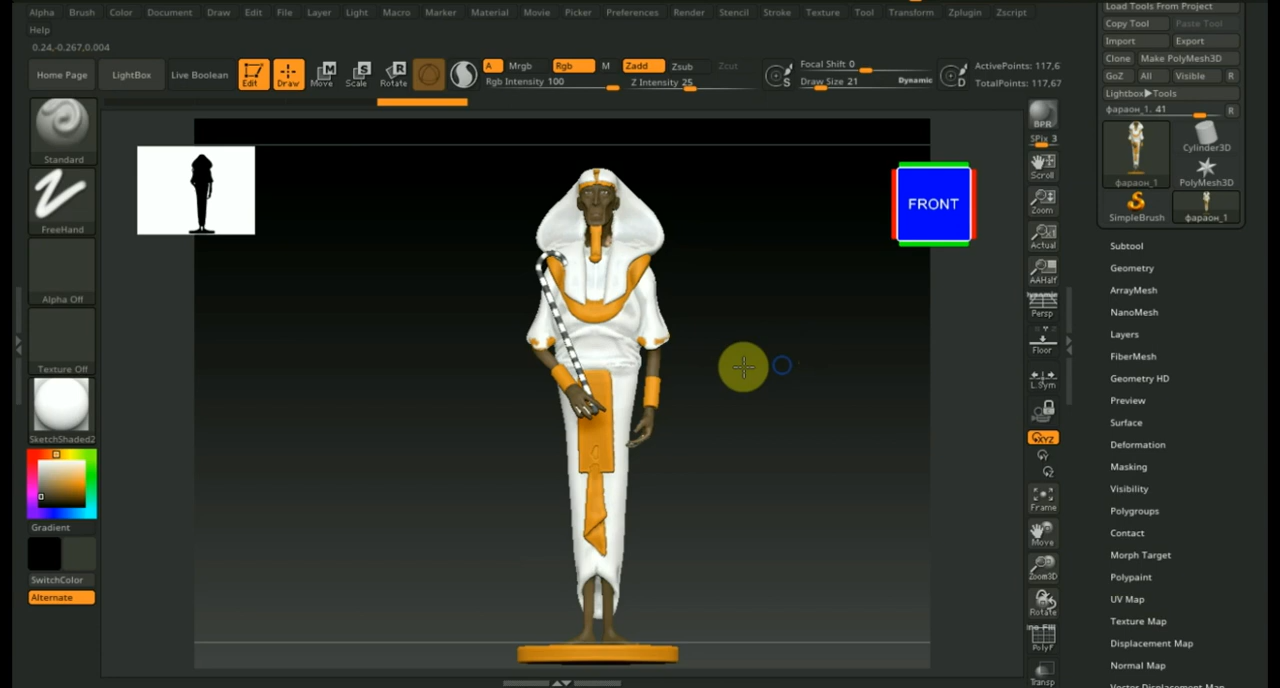 Alpha Brush Color Document Draw Edit File Layer Light Macro Marker Material Movie Picker Preferences Render Stencil Stroke Texture Tool Transform Zplugin Zscript
Help
0.24,-0.267,0.004
Home Page LightBox Live Boolean Edit Draw Move Scale Rotate
A Mrgb Rgb M Zadd Zsub Zcut
Rgb Intensity 100 Z Intensity 25
Focal Shift 0
Draw Size 21 Dynamic
S
D
ActivePoints: 117,6
TotalPoints: 117,67
Standard
FreeHand
Alpha Off
Texture Off
SketchShaded2
Gradient
SwitchColor
Alternate
FRONT
BPR
SPix 3
Scroll
Zoom
Actual
AAHalf
Persp
Floor
L.Sym
XYZ
Y
Z
Frame
Move
Zoom3D
Rotate
PolyF
Transp
Load Tools From Project
Copy Tool Paste Tool
Import Export
Clone Make PolyMesh3D
GoZ All Visible R
Lightbox▶Tools
фараон_1. 41 R
фараон_1 Cylinder3D
PolyMesh3D
SimpleBrush фараон_1
Subtool
Geometry
ArrayMesh
NanoMesh
Layers
FiberMesh
Geometry HD
Preview
Surface
Deformation
Masking
Visibility
Polygroups
Contact
Morph Target
Polypaint
UV Map
Texture Map
Displacement Map
Normal Map
Vector Displacement Map